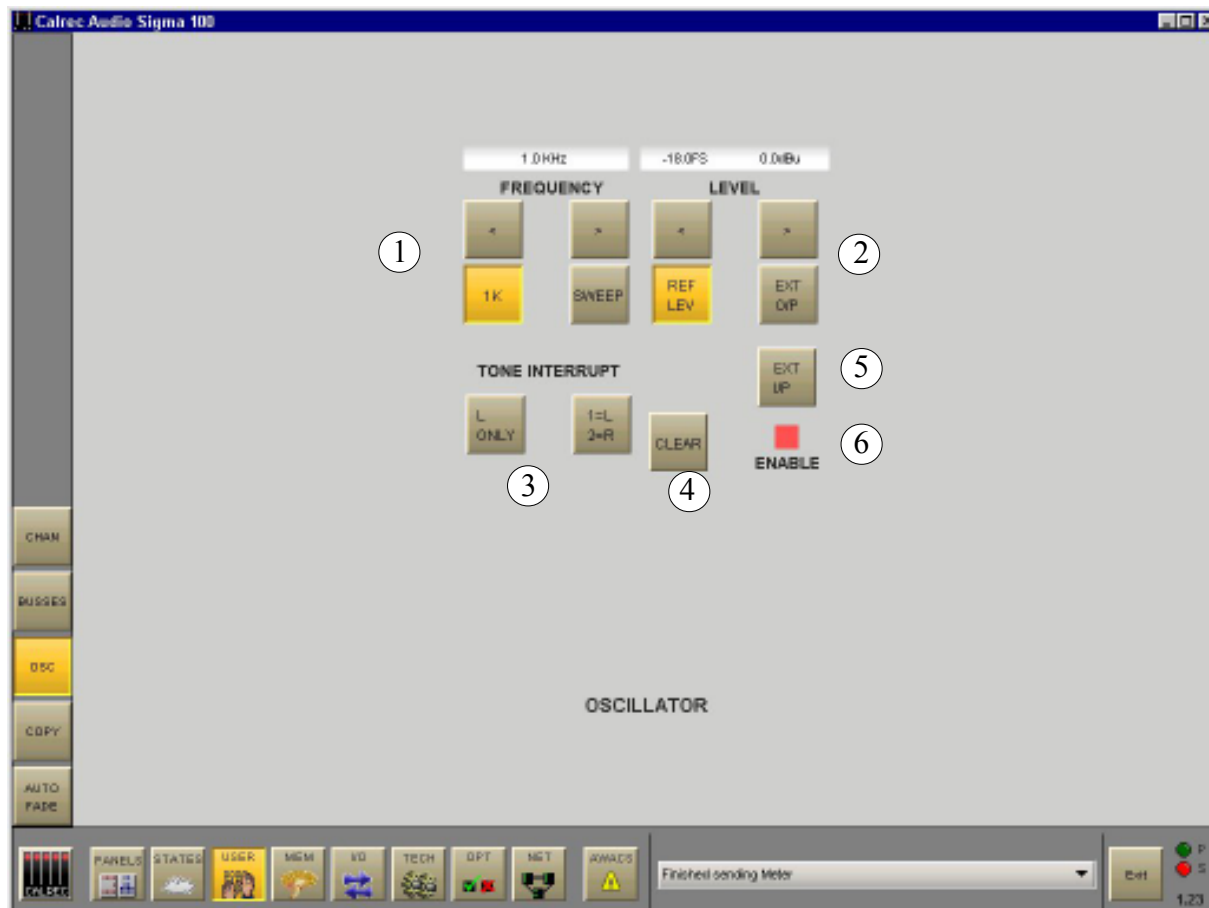 Calrec Audio Sigma 100
1.0 KHz
-18.0FS 0.0dBu
FREQUENCY
LEVEL
< > < >
1
2
1K
SWEEP
REF
LEV
EXT
O/P
TONE INTERRUPT
EXT
I/P
5
L
ONLY
1=L
2=R
CLEAR
ENABLE
6
3
4
CHAN
BUSSES
OSC
COPY
AUTO
FADE
OSCILLATOR
CALREC
PANELS
STATES
USER
MEM
I/O
TECH
OPT
NET
AWACS
Finished sending Meter
Exit
P
S
1.23